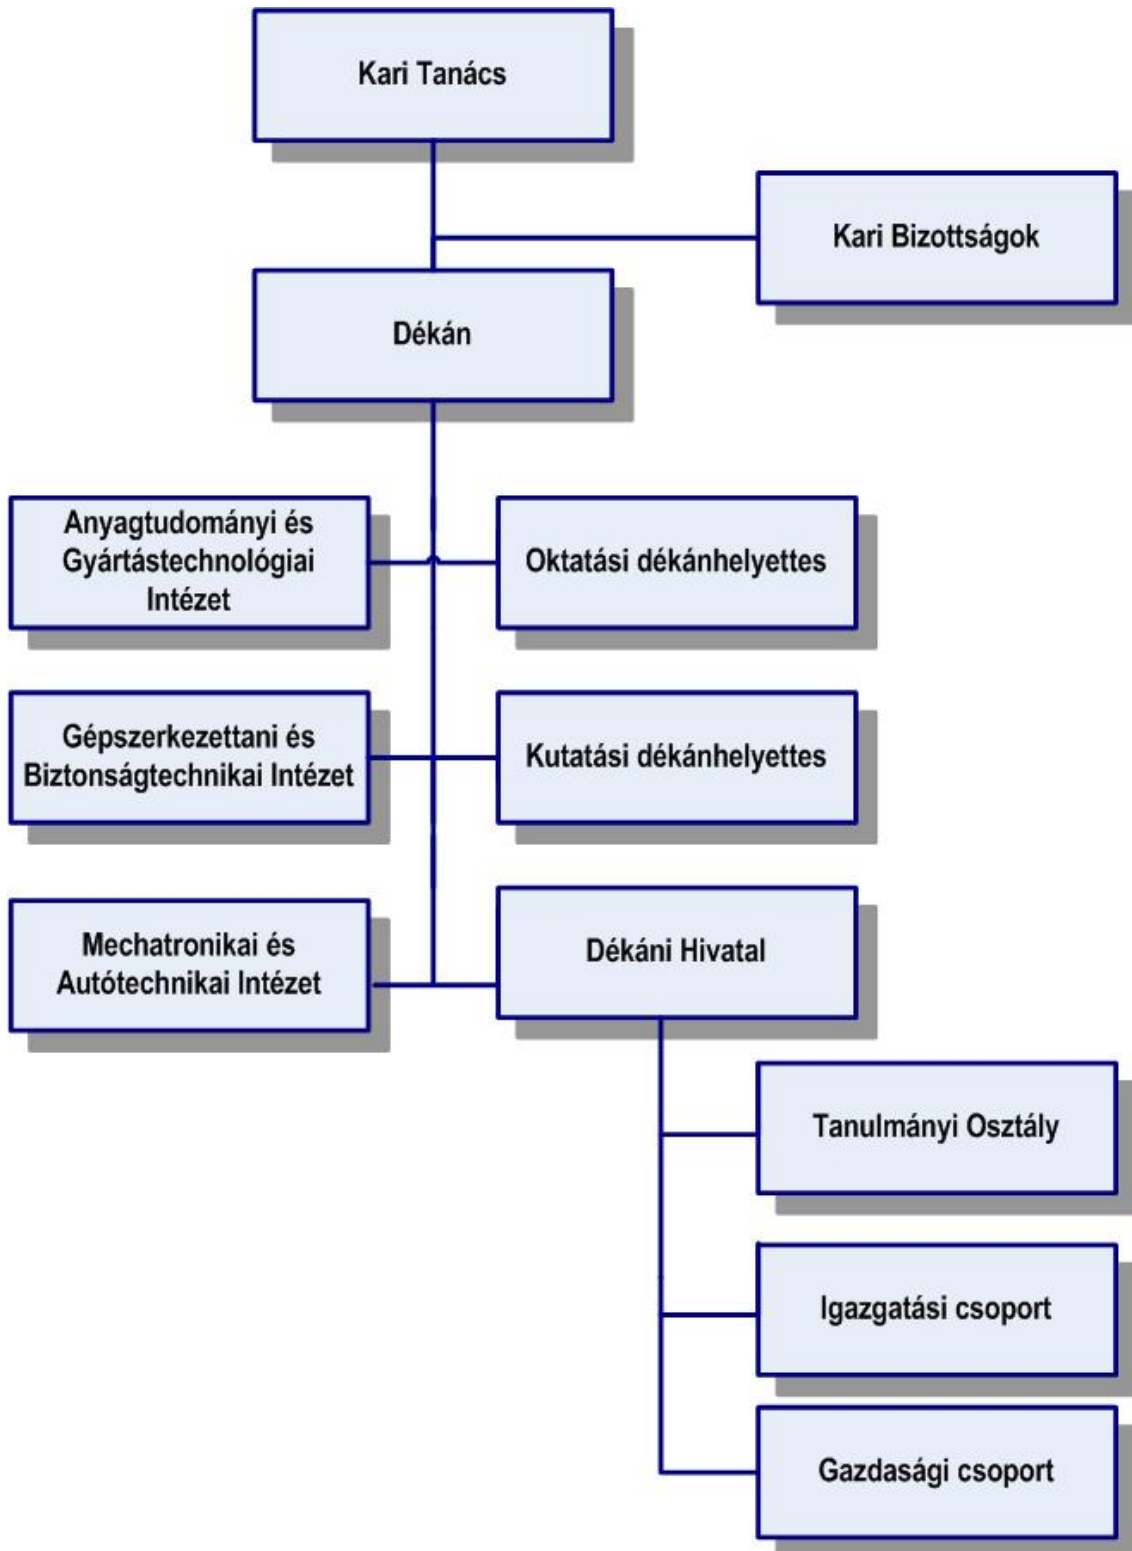 Kari Tanács
Kari Bizottságok
Dékán
Anyagtudományi és
Gyártástechnológiai
Intézet
Oktatási dékánhelyettes
Gépszerkezettani és
Biztonságtechnikai Intézet
Kutatási dékánhelyettes
Mechatronikai és
Autótechnikai Intézet
Dékáni Hivatal
Tanulmányi Osztály
Igazgatási csoport
Gazdasági csoport